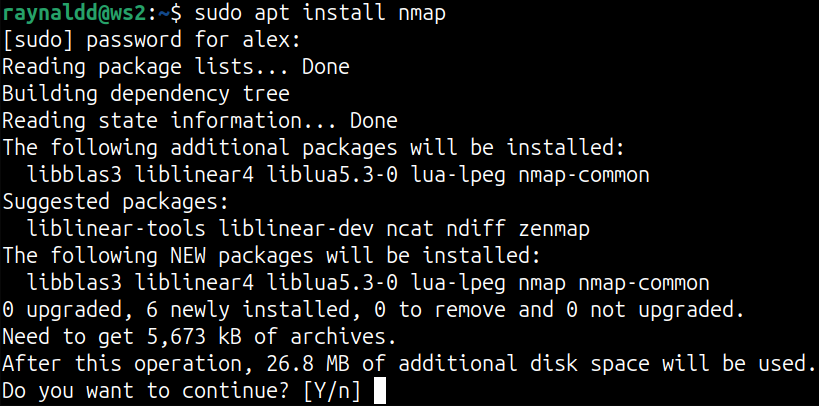 raynaldd@ws2:~$ sudo apt install nmap
[sudo] password for alex:
Reading package lists... Done
Building dependency tree
Reading state information... Done
The following additional packages will be installed:
  libblas3 liblinear4 liblua5.3-0 lua-lpeg nmap-common
Suggested packages:
  liblinear-tools liblinear-dev ncat ndiff zenmap
The following NEW packages will be installed:
  libblas3 liblinear4 liblua5.3-0 lua-lpeg nmap nmap-common
0 upgraded, 6 newly installed, 0 to remove and 0 not upgraded.
Need to get 5,673 kB of archives.
After this operation, 26.8 MB of additional disk space will be used.
Do you want to continue? [Y/n]